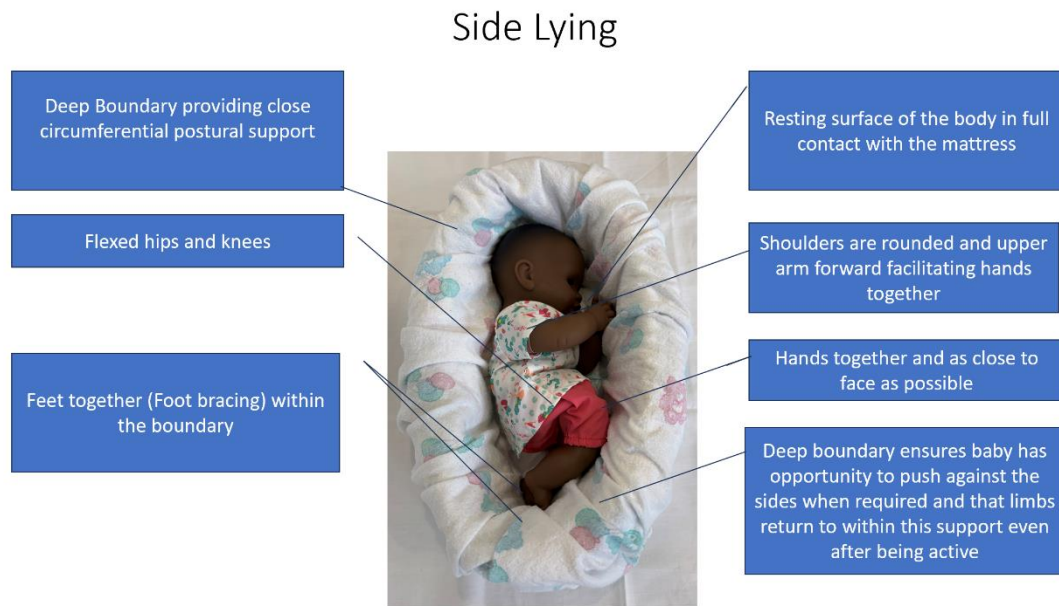 Side Lying
Deep Boundary providing close
circumferential postural support
Flexed hips and knees
Feet together (Foot bracing) within
the boundary
Resting surface of the body in full
contact with the mattress
Shoulders are rounded and upper
arm forward facilitating hands
together
Hands together and as close to
face as possible
Deep boundary ensures baby has
opportunity to push against the
sides when required and that limbs
return to within this support even
after being active